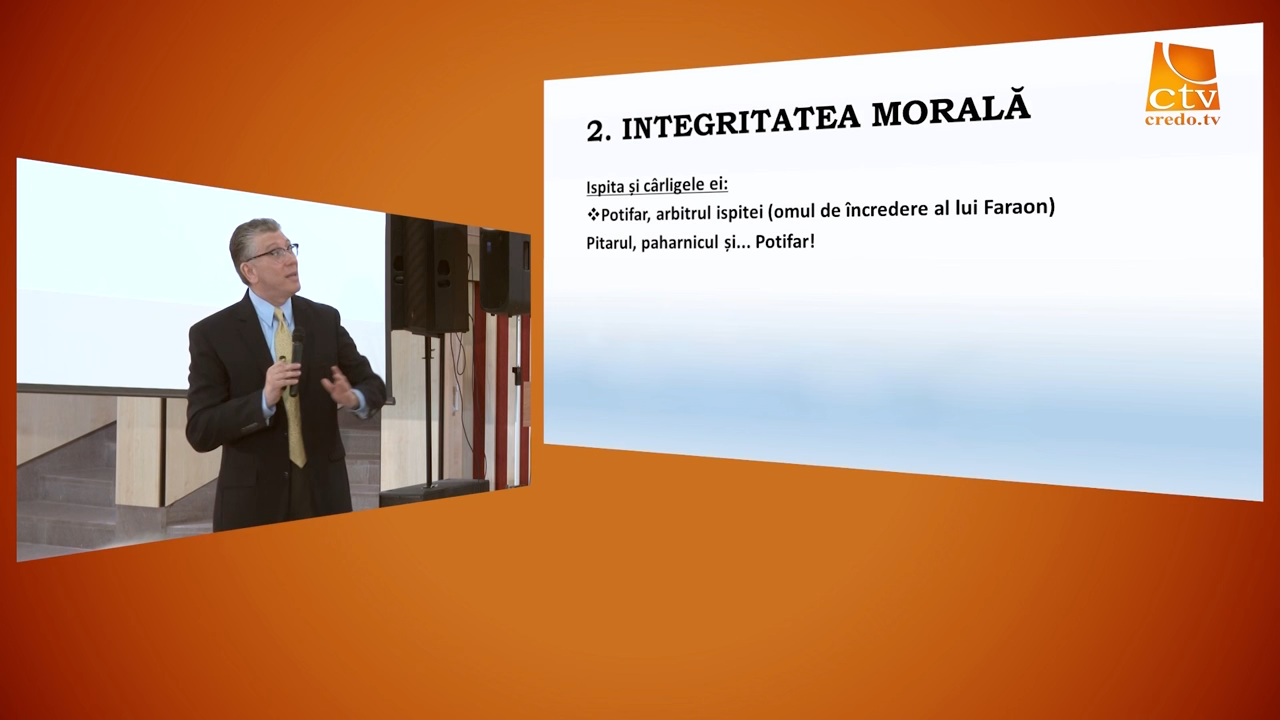 ctv
credo.tv
2. INTEGRITATEA MORALĂ
Ispita și cârligele ei:
❖Potifar, arbitrul ispitei (omul de încredere al lui Faraon)
Pitarul, paharnicul și... Potifar!